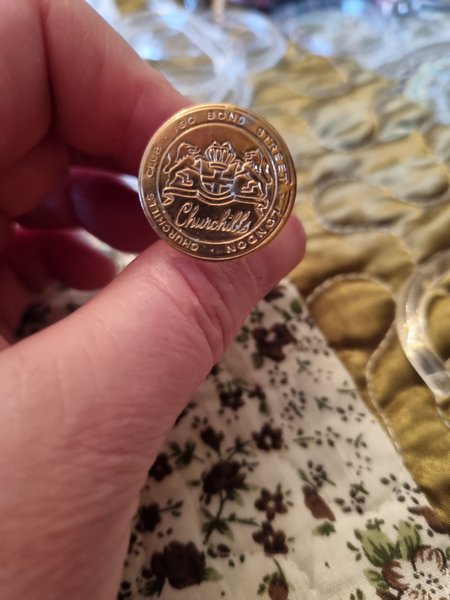 CHURCHILLS CLUB · 160 BOND STREET · LONDON ·
Churchills